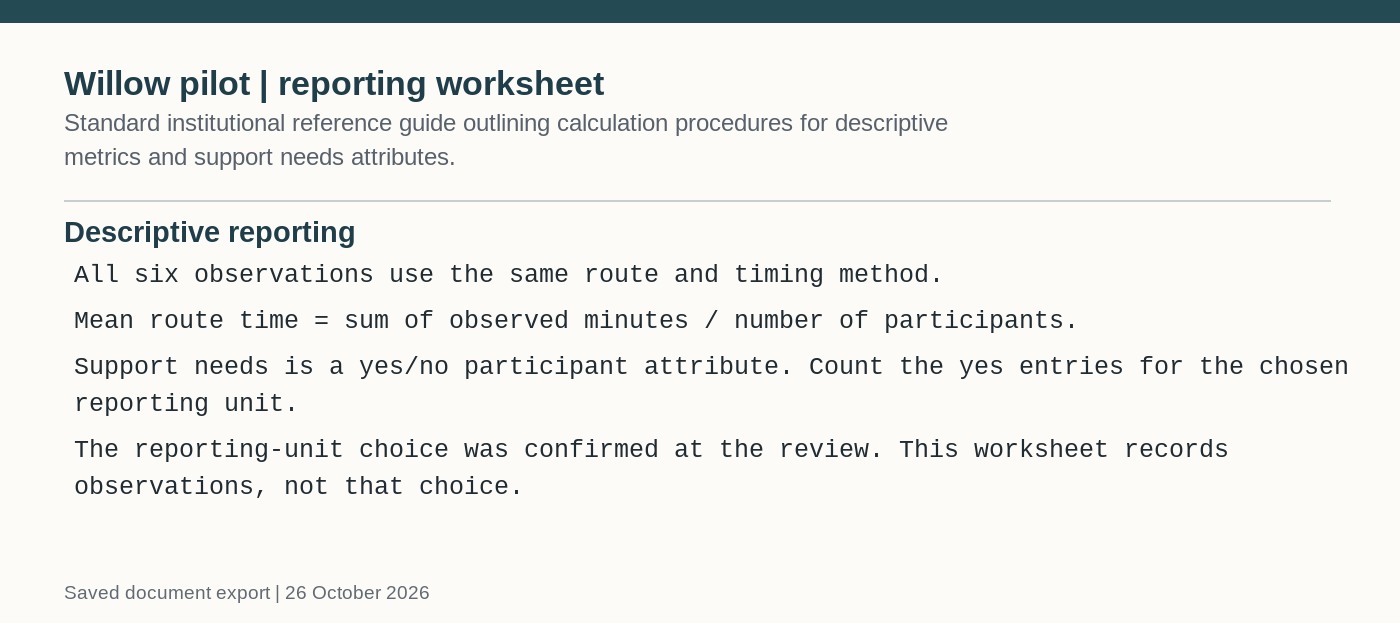 Willow pilot | reporting worksheet
Standard institutional reference guide outlining calculation procedures for descriptive
metrics and support needs attributes.
Descriptive reporting
All six observations use the same route and timing method.
Mean route time = sum of observed minutes / number of participants.
Support needs is a yes/no participant attribute. Count the yes entries for the chosen
reporting unit.
The reporting-unit choice was confirmed at the review. This worksheet records
observations, not that choice.
Saved document export | 26 October 2026